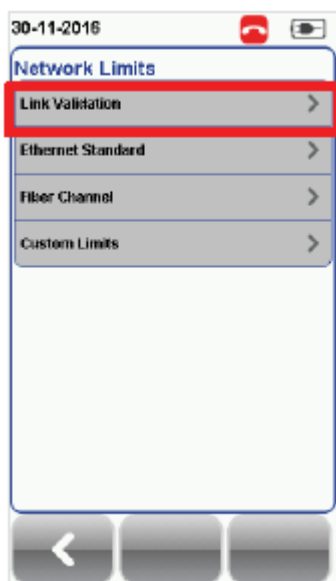 30-11-2016
Network Limits
Link Validation
Ethernet Standard
Fiber Channel
Custom Limits